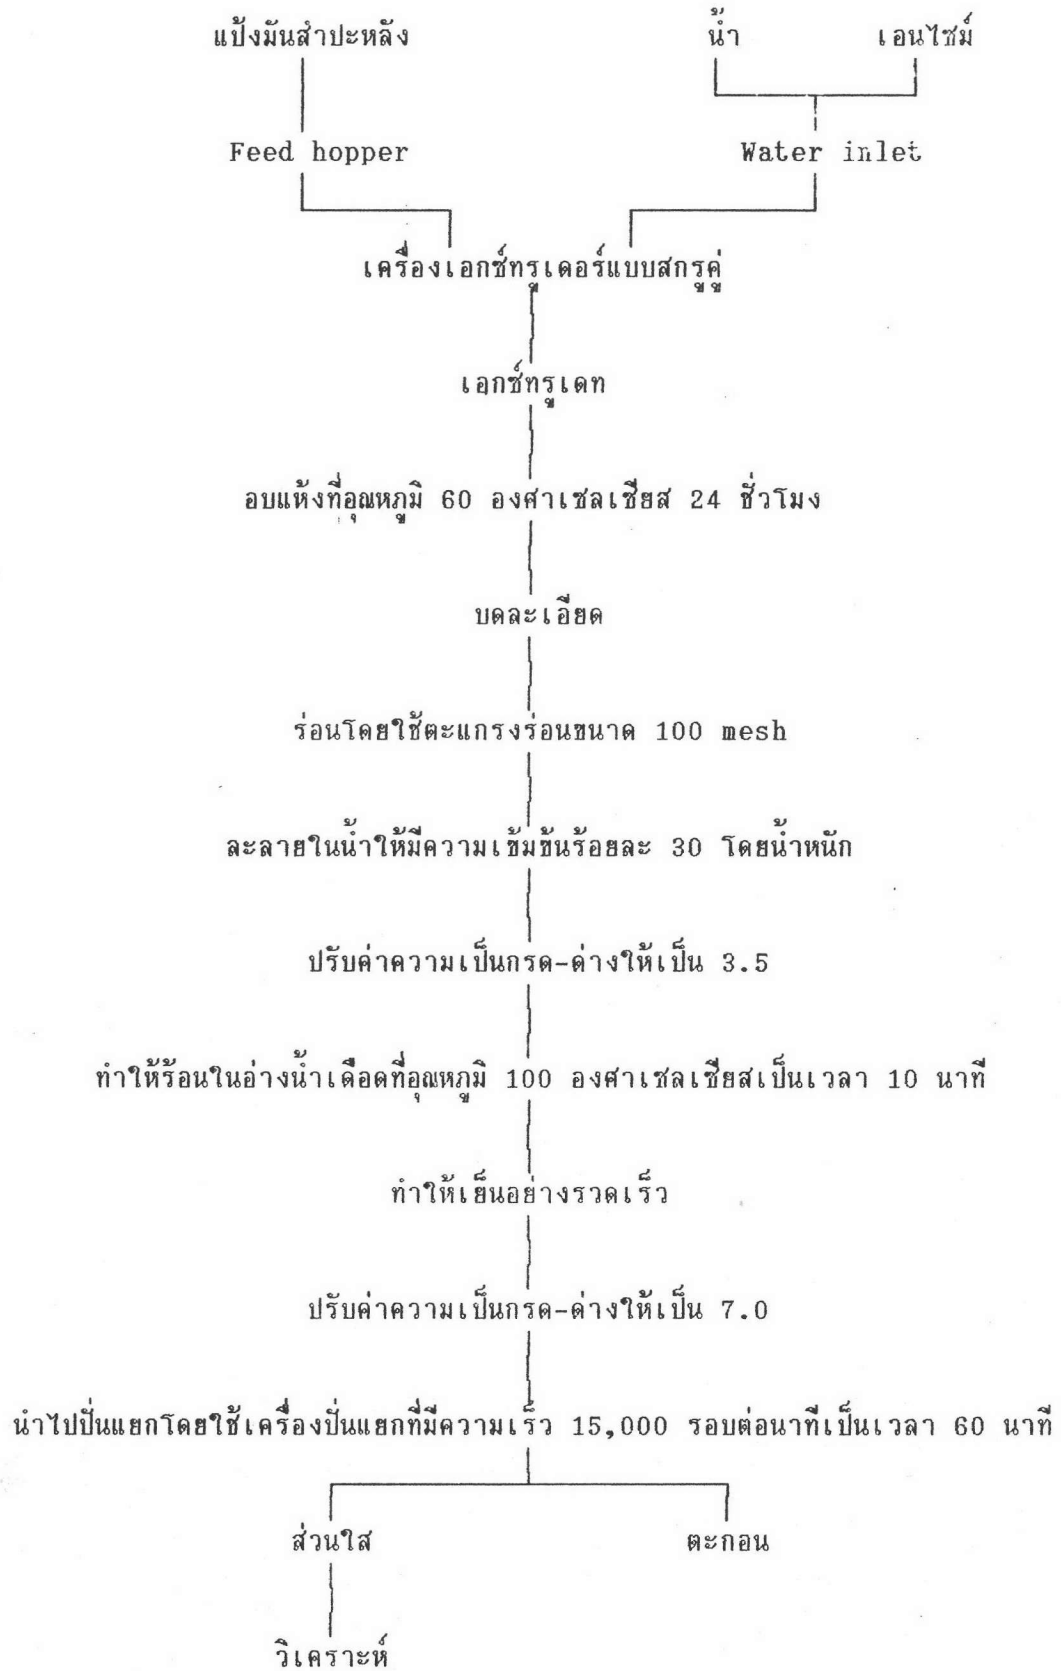 แป้งมันสำปะหลัง น้ำ เอนไซม์
Feed hopper Water inlet
เครื่องเอกซ์ทรูเดอร์แบบสกรูคู่
เอกซ์ทรูเดท
อบแห้งที่อุณหภูมิ 60 องศาเซลเซียส 24 ชั่วโมง
บดละเอียด
ร่อนโดยใช้ตะแกรงร่อนขนาด 100 mesh
ละลายในน้ำให้มีความเข้มข้นร้อยละ 30 โดยน้ำหนัก
ปรับค่าความเป็นกรด-ด่างให้เป็น 3.5
ทำให้ร้อนในอ่างน้ำเดือดที่อุณหภูมิ 100 องศาเซลเซียสเป็นเวลา 10 นาที
ทำให้เย็นอย่างรวดเร็ว
ปรับค่าความเป็นกรด-ด่างให้เป็น 7.0
นำไปปั่นแยกโดยใช้เครื่องปั่นแยกที่มีความเร็ว 15,000 รอบต่อนาทีเป็นเวลา 60 นาที
ส่วนใส ตะกอน
วิเคราะห์